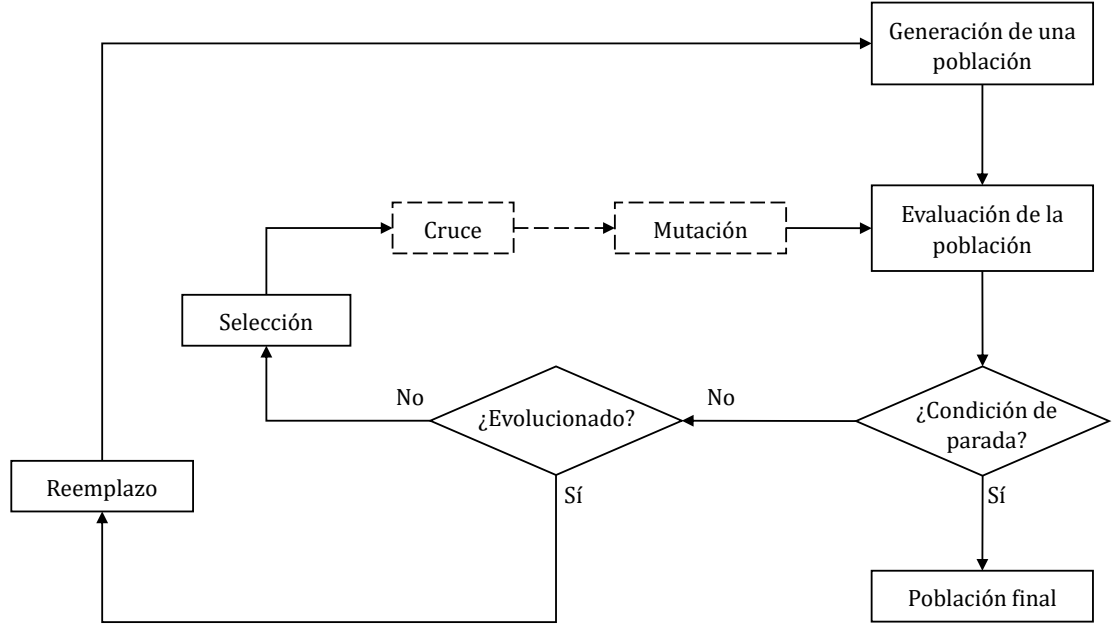 Generación de una
población
Cruce
Mutación
Evaluación de la
población
Selección
No
¿Evolucionado?
No
¿Condición de
parada?
Reemplazo
Sí
Sí
Población final